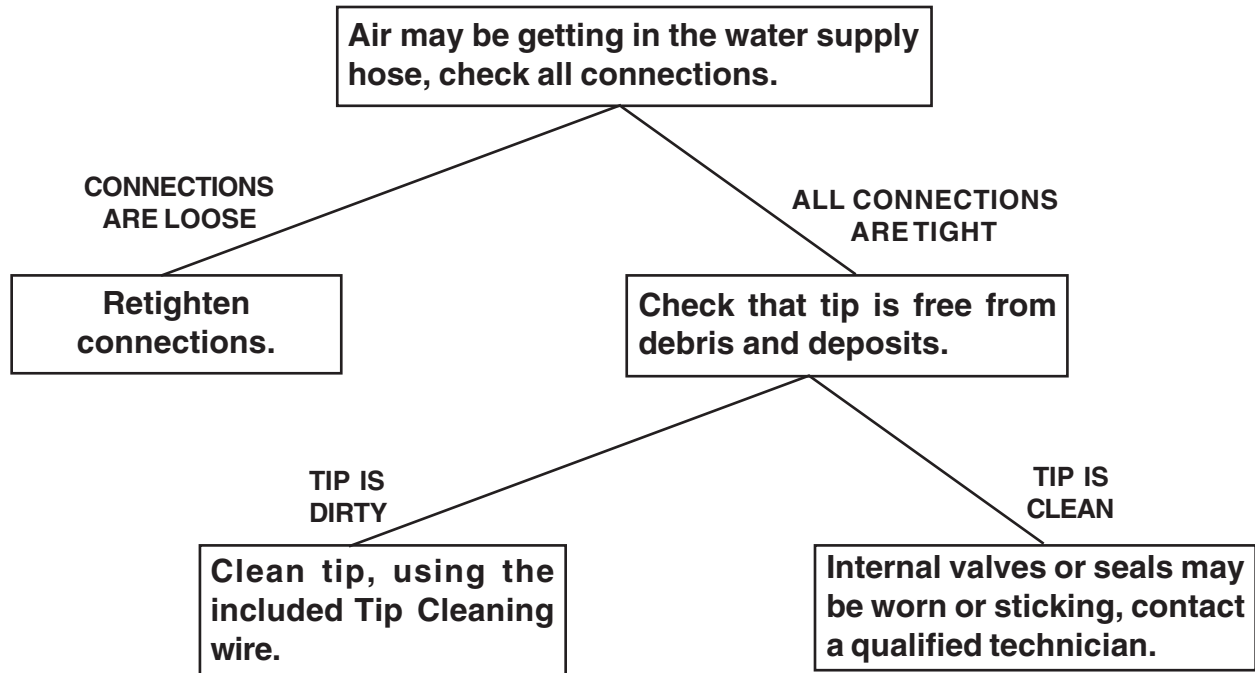 Air may be getting in the water supply
hose, check all connections.
CONNECTIONS
ARE LOOSE
ALL CONNECTIONS
ARE TIGHT
Retighten
connections.
Check that tip is free from
debris and deposits.
TIP IS
DIRTY
TIP IS
CLEAN
Clean tip, using the
included Tip Cleaning
wire.
Internal valves or seals may
be worn or sticking, contact
a qualified technician.